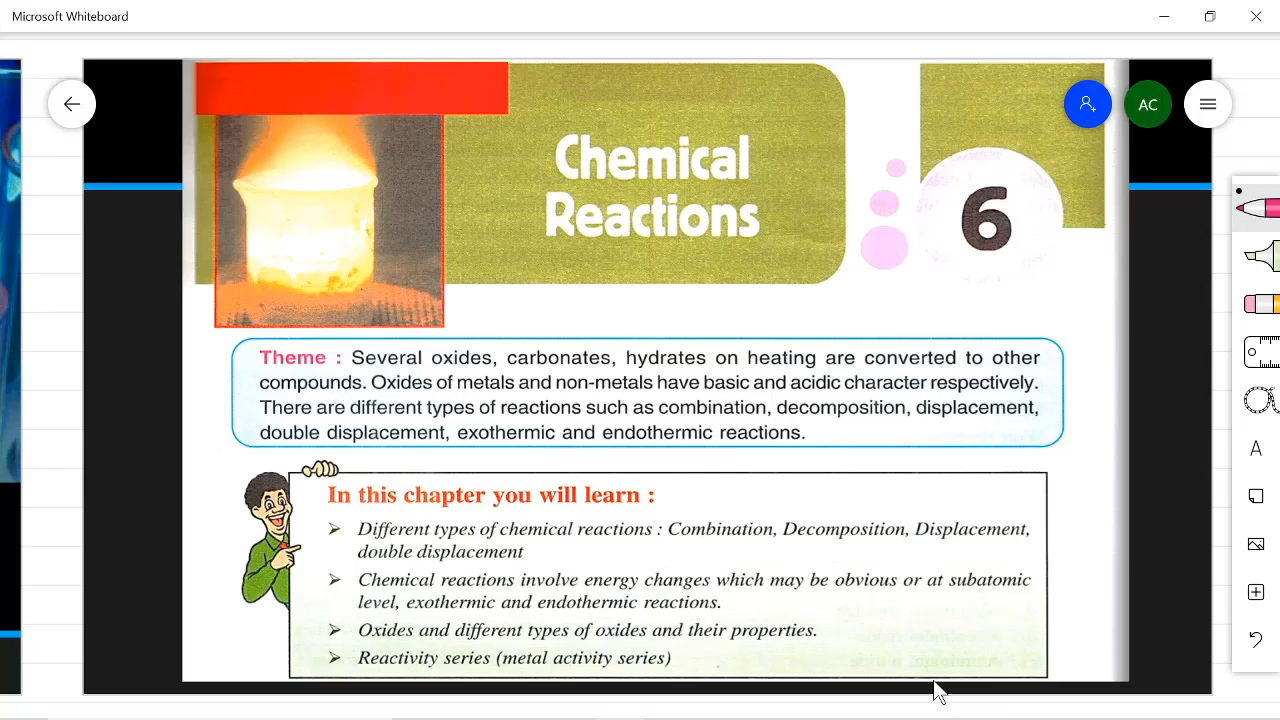 Microsoft Whiteboard
AC
Chemical
Reactions
6
Theme : Several oxides, carbonates, hydrates on heating are converted to other
compounds. Oxides of metals and non-metals have basic and acidic character respectively.
There are different types of reactions such as combination, decomposition, displacement,
double displacement, exothermic and endothermic reactions.
In this chapter you will learn :
➢ Different types of chemical reactions : Combination, Decomposition, Displacement,
double displacement
➢ Chemical reactions involve energy changes which may be obvious or at subatomic
level, exothermic and endothermic reactions.
➢ Oxides and different types of oxides and their properties.
➢ Reactivity series (metal activity series)